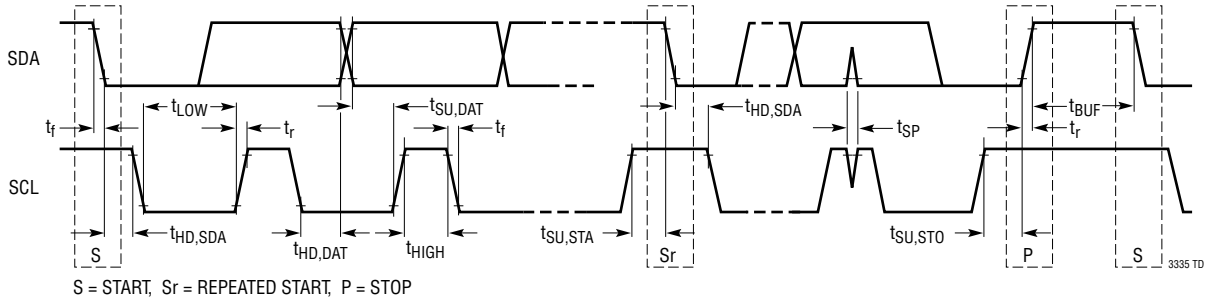 SDA
tLOW
tSU,DAT
tHD,SDA
tBUF
tf
tr
tf
tSP
tr
SCL
tHD,SDA
tHD,DAT
tHIGH
tSU,STA
tSU,STO
S
Sr
P
S
3335 TD
S = START, Sr = REPEATED START, P = STOP